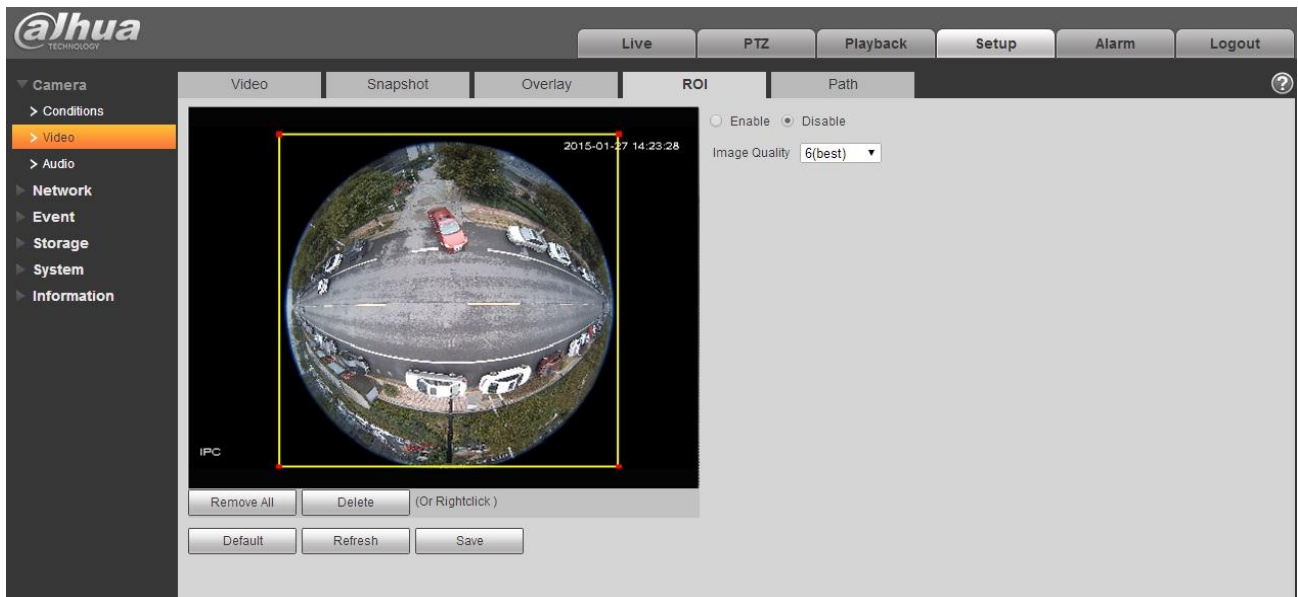 alhua
TECHNOLOGY
Live
PTZ
Playback
Setup
Alarm
Logout
Camera
> Conditions
> Video
> Audio
Network
Event
Storage
System
Information
Video
Snapshot
Overlay
ROI
Path
?
2015-01-27 14:23:28
IPC
Enable
Disable
Image Quality 6(best)
Remove All
Delete
(Or Rightclick )
Default
Refresh
Save